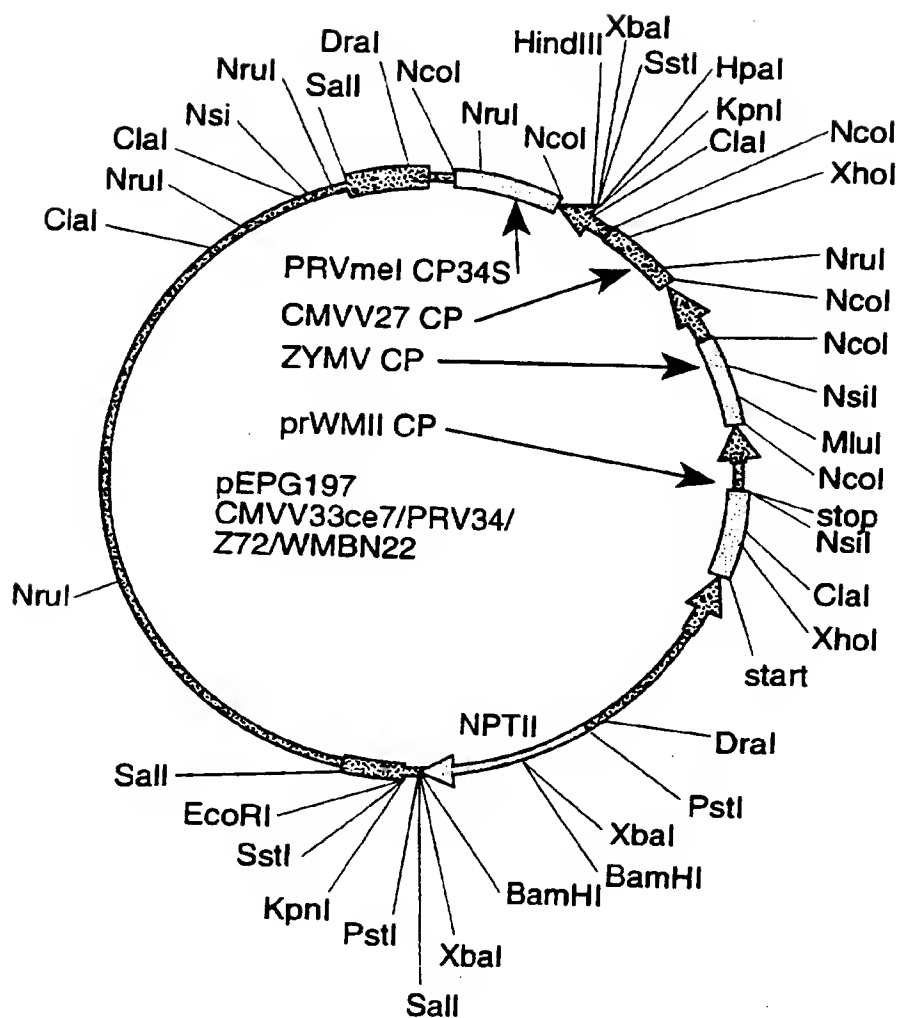 XbaI
DraI
HindIII
SstI
NruI
NcoI
HpaI
SalI
NruI
KpnI
Nsi
NcoI
ClaI
NcoI
ClaI
XhoI
NruI
ClaI
PRVmeI CP34S
NruI
CMVV27 CP
NcoI
ZYMV CP
NcoI
NsiI
prWMII CP
MluI
NcoI
pEPG197
CMVV33ce7/PRV34/
Z72/WMBN22
stop
NsiI
NruI
ClaI
XhoI
start
NPTII
DraI
SalI
PstI
EcoRI
XbaI
SstI
BamHI
BamHI
KpnI
PstI
XbaI
SalI